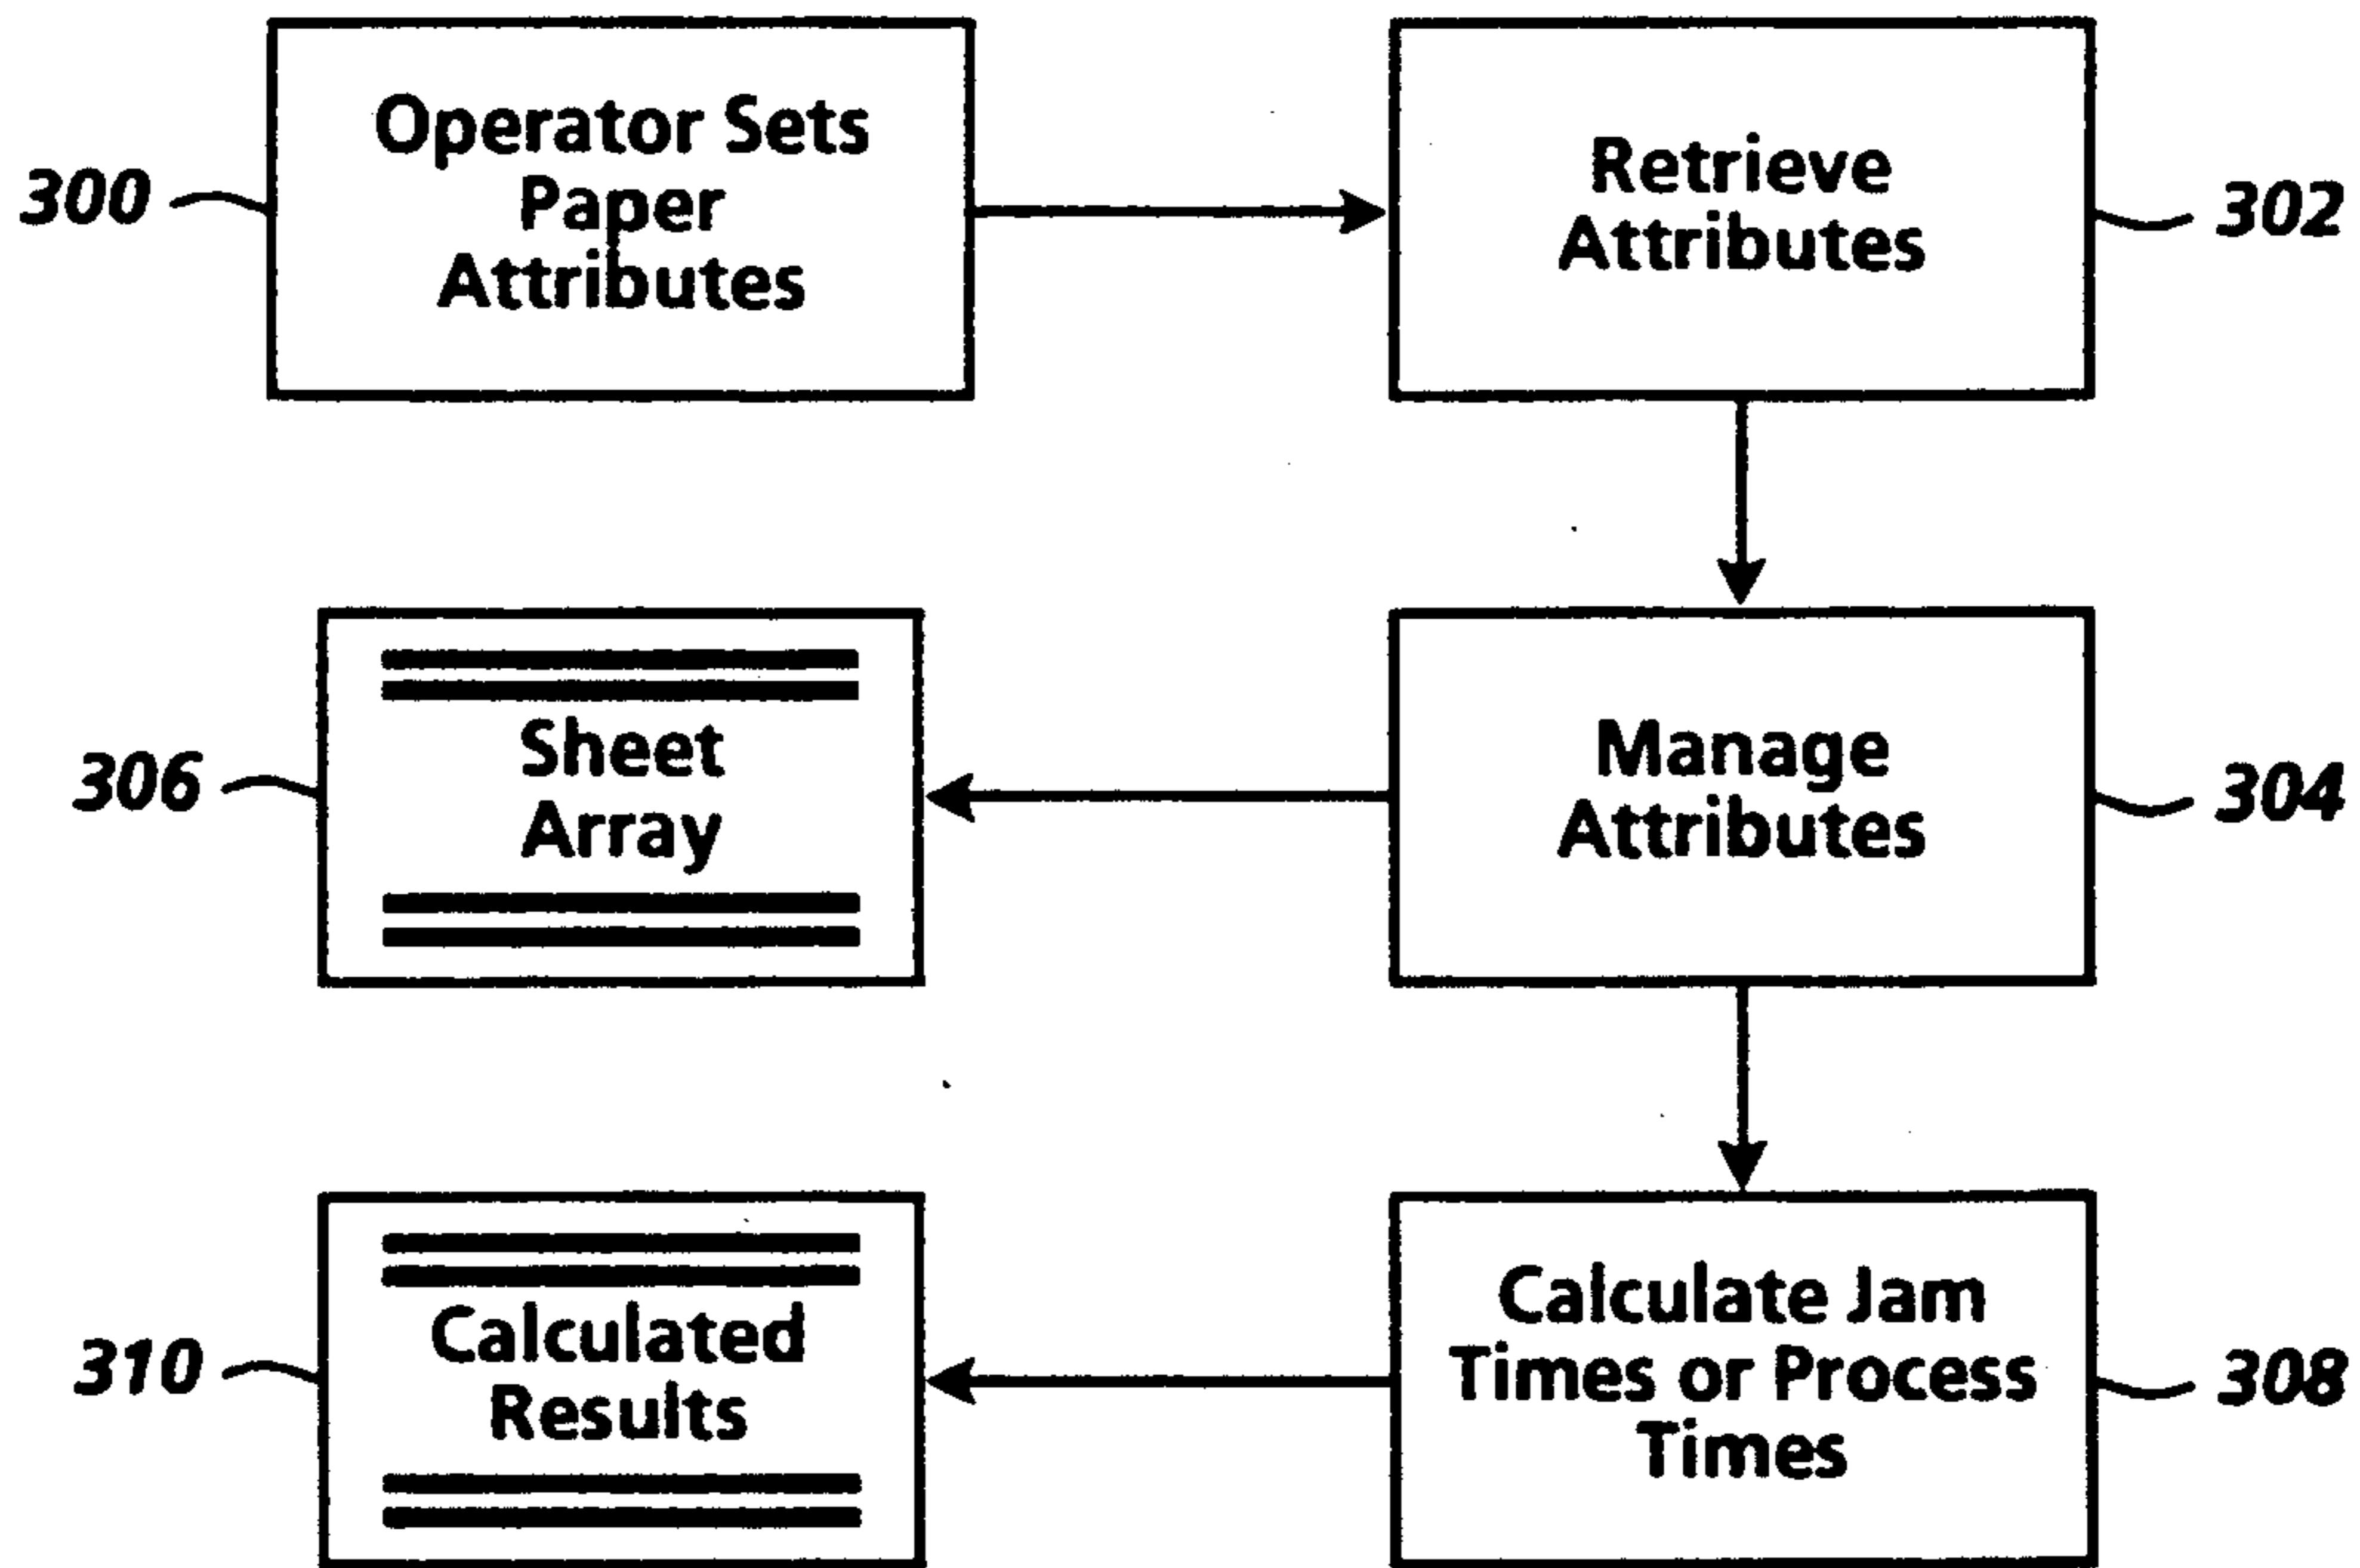 300
Operator Sets
Paper
Attributes
Retrieve
Attributes
302
306
Sheet
Array
Manage
Attributes
304
310
Calculated
Results
Calculate Jam
Times or Process
Times
308